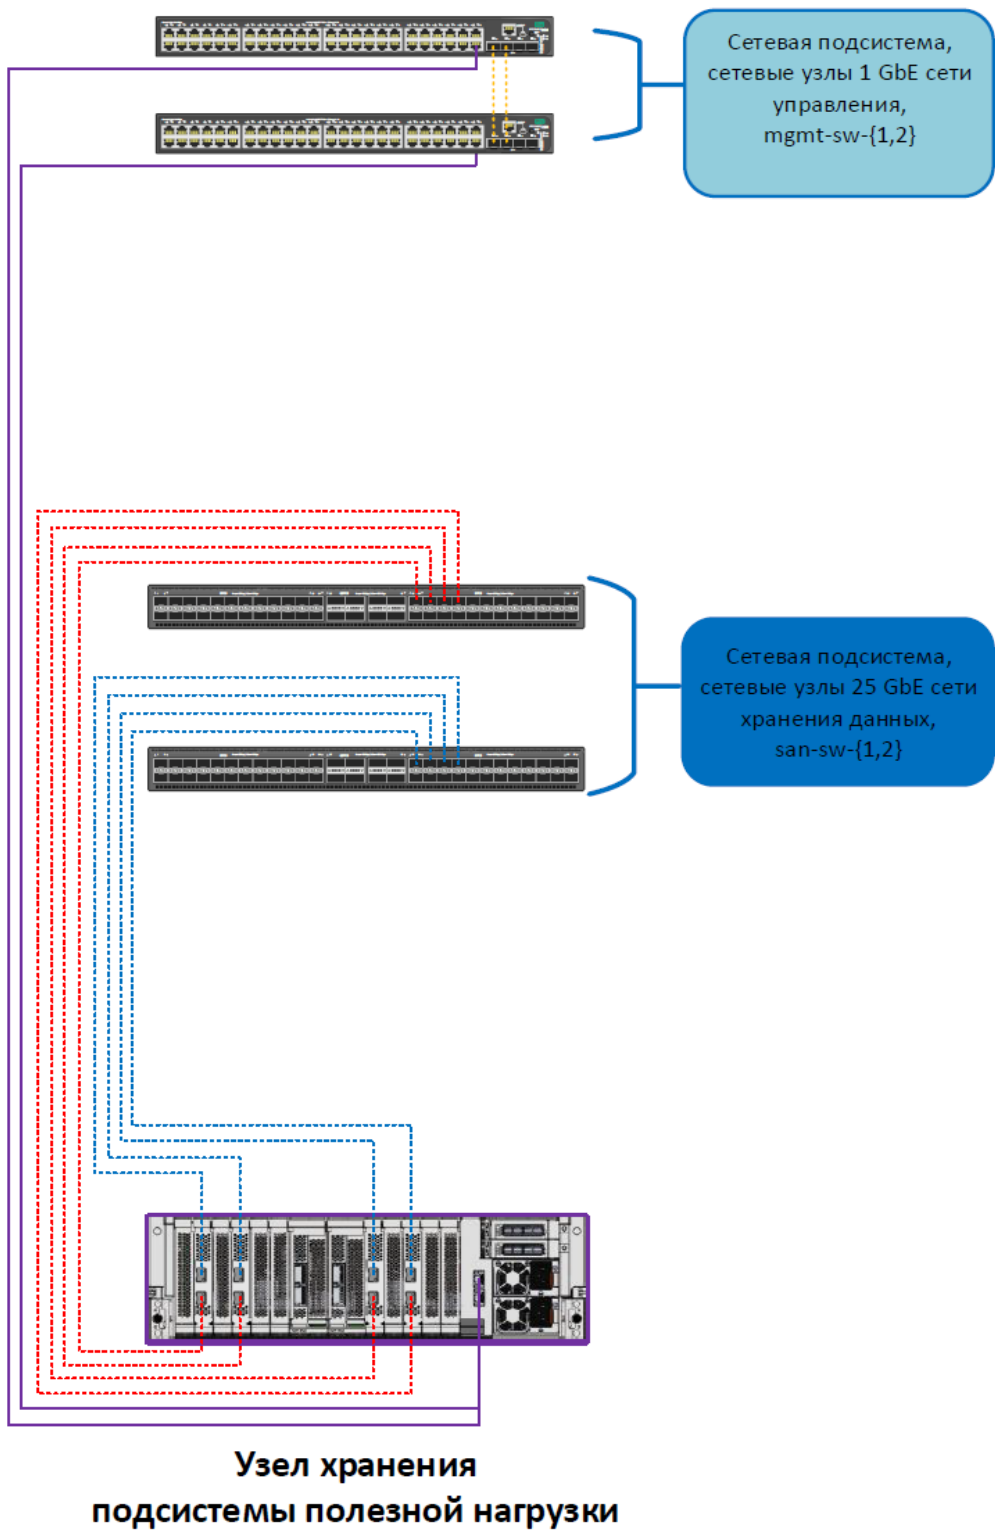 Сетевая подсистема,
сетевые узлы 1 GbE сети
управления,
mgmt-sw-{1,2}
Сетевая подсистема,
сетевые узлы 25 GbE сети
хранения данных,
san-sw-{1,2}
Узел хранения
подсистемы полезной нагрузки